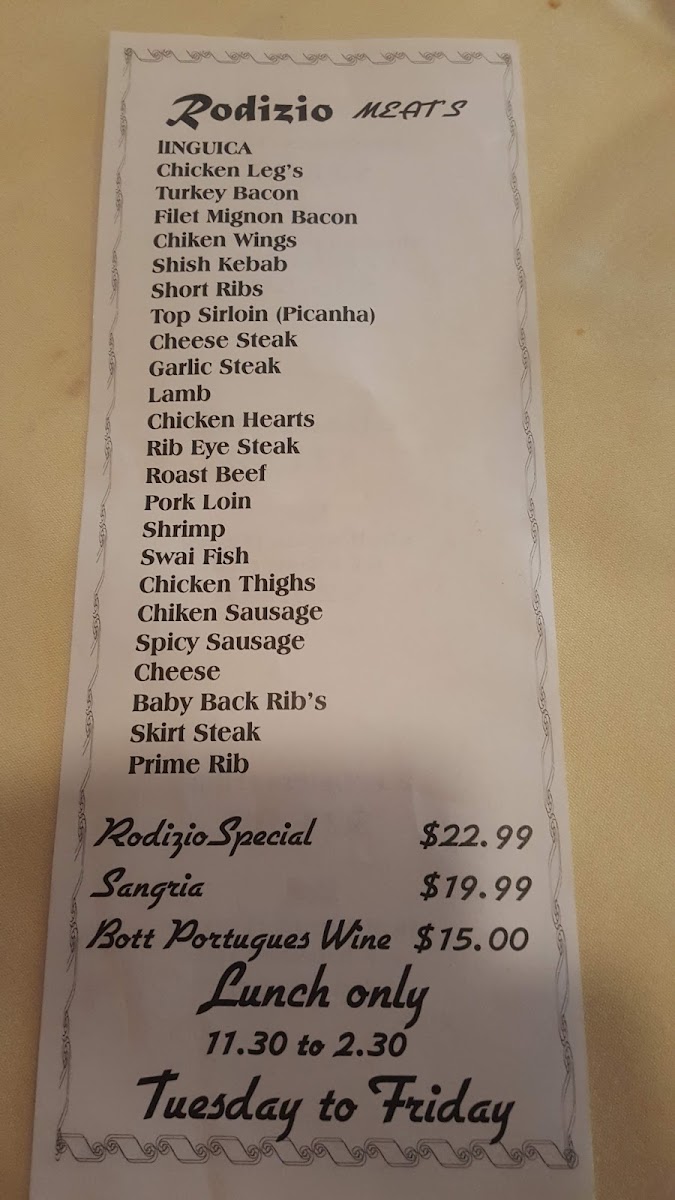 Rodizio MEATS
lINGUICA
Chicken Leg's
Turkey Bacon
Filet Mignon Bacon
Chiken Wings
Shish Kebab
Short Ribs
Top Sirloin (Picanha)
Cheese Steak
Garlic Steak
Lamb
Chicken Hearts
Rib Eye Steak
Roast Beef
Pork Loin
Shrimp
Swai Fish
Chicken Thighs
Chiken Sausage
Spicy Sausage
Cheese
Baby Back Rib's
Skirt Steak
Prime Rib
Rodizio Special $22.99
Sangria $19.99
Bott Portugues Wine $15.00
Lunch only
11.30 to 2.30
Tuesday to Friday